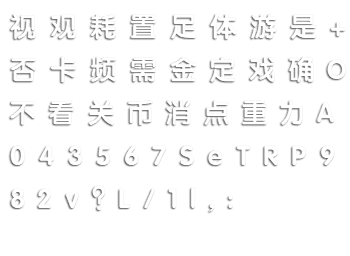 视 观 耗 置 足 体 游 是 +
否 卡 频 需 金 定 戏 确 O
不 看 关 币 消 点 重 力 A
0 4 3 5 6 7 S e T R P 9
8 2 v ? L / 1 l , :